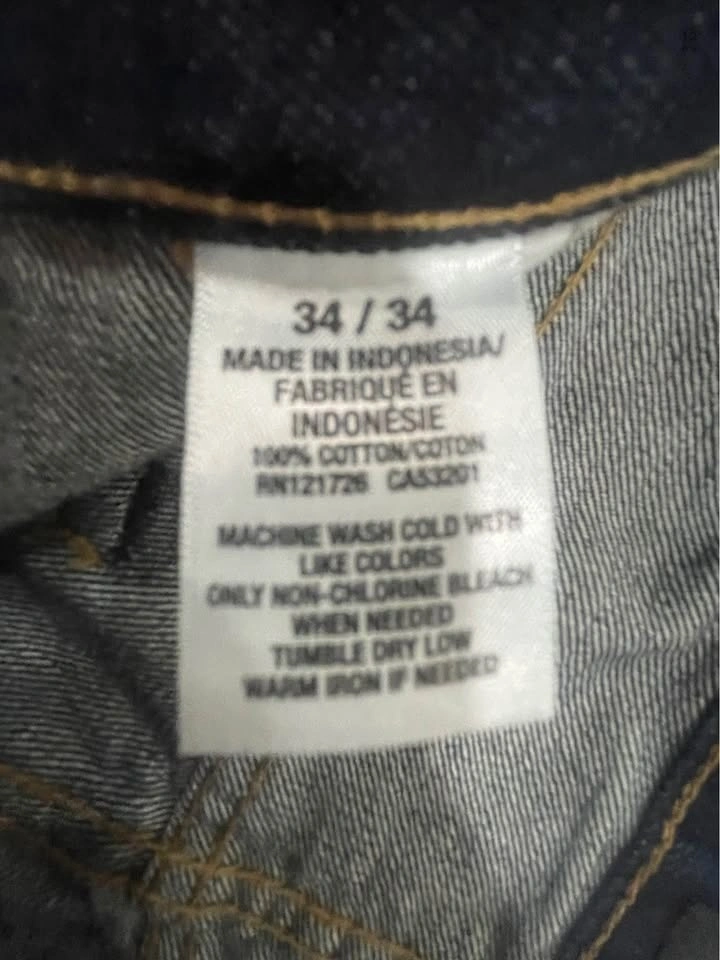 34 / 34
MADE IN INDONESIA/
FABRIQUÉ EN
INDONÉSIE
100% COTTON/COTON
RN121726 CA53201
MACHINE WASH COLD WITH
LIKE COLORS
ONLY NON-CHLORINE BLEACH
WHEN NEEDED
TUMBLE DRY LOW
WARM IRON IF NEEDED